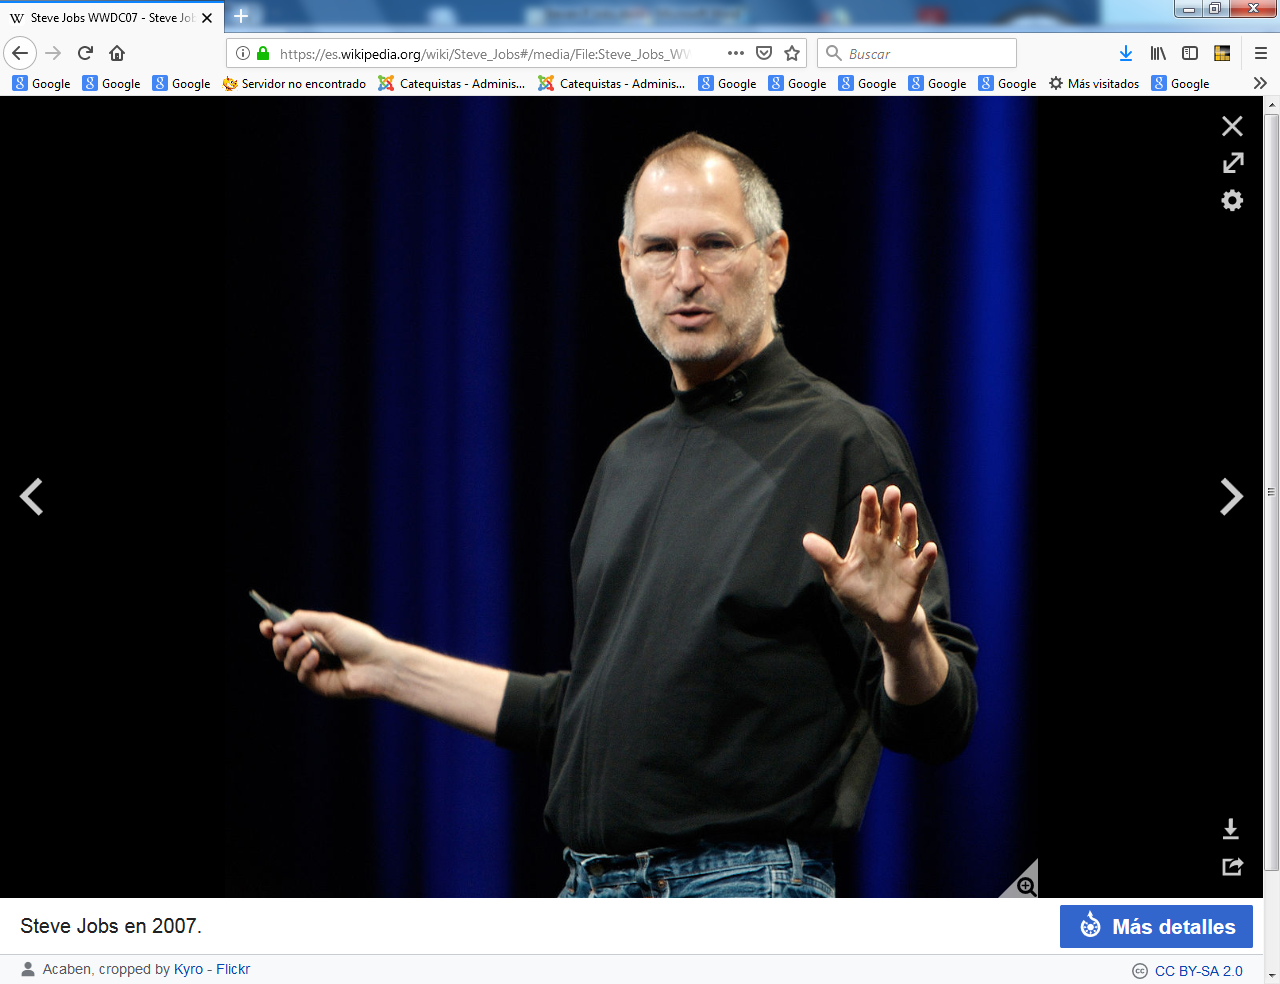 Steve Jobs WWDC07 - Steve Job
https://es.wikipedia.org/wiki/Steve_Jobs#/media/File:Steve_Jobs_WW
Buscar
Google Google Google Servidor no encontrado Catequistas - Adminis... Catequistas - Adminis... Google Google Google Google Google Más visitados Google
Steve Jobs en 2007.
Más detalles
Acaben, cropped by Kyro - Flickr
CC BY-SA 2.0